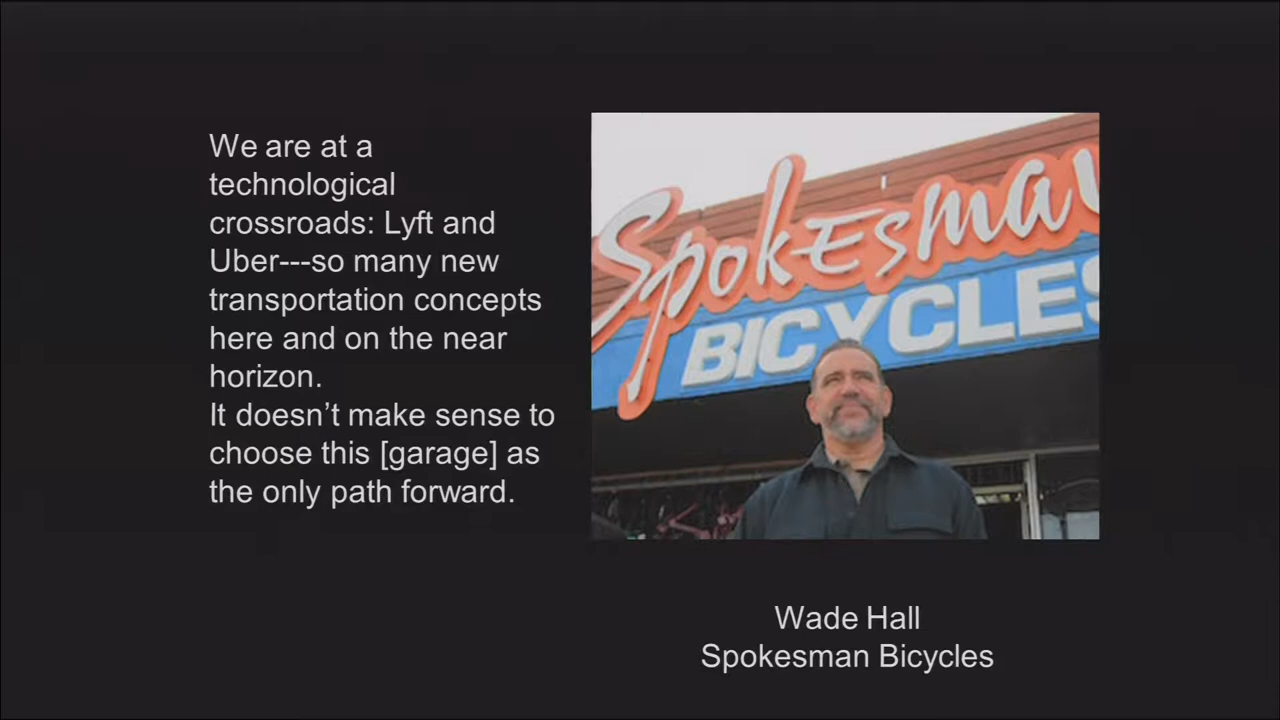 We are at a
technological
crossroads: Lyft and
Uber---so many new
transportation concepts
here and on the near
horizon.
It doesn't make sense to
choose this [garage] as
the only path forward.
SpokEsman
BICYCLES
Wade Hall
Spokesman Bicycles